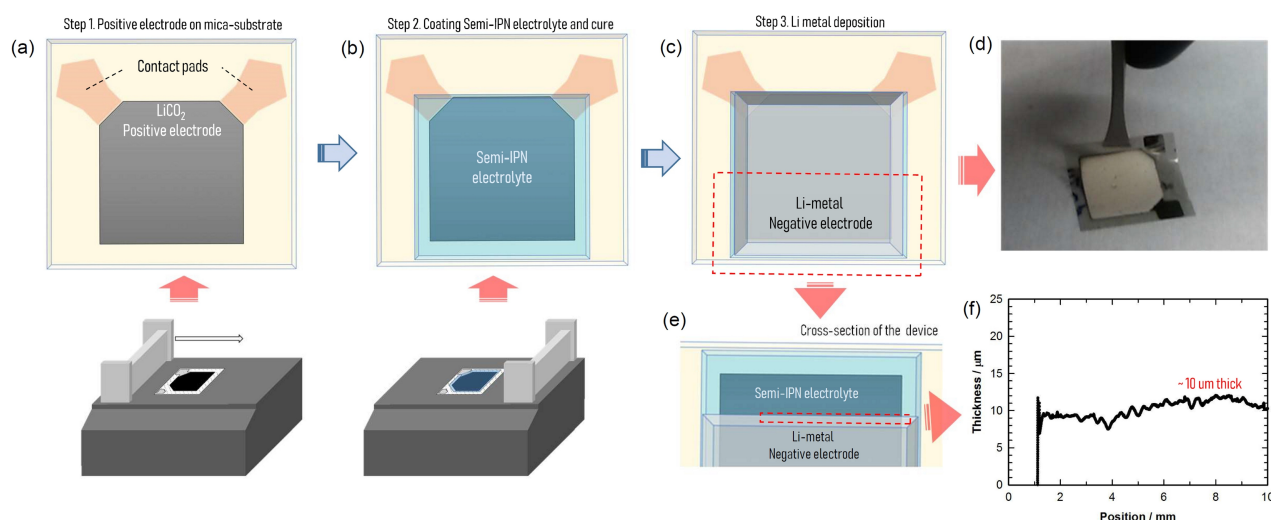 Step 1. Positive electrode on mica-substrate
Step 2. Coating Semi-IPN electrolyte and cure
Step 3. Li metal deposition
(a)
Contact pads
LiCO₂
Positive electrode
(b)
Semi-IPN
electrolyte
(c)
Li-metal
Negative electrode
(d)
(e)
Cross-section of the device
Semi-IPN electrolyte
Li-metal
Negative electrode
(f)
Thickness / μm
25
20
15
10
5
0
~ 10 um thick
0
2
4
6
8
10
Position / mm